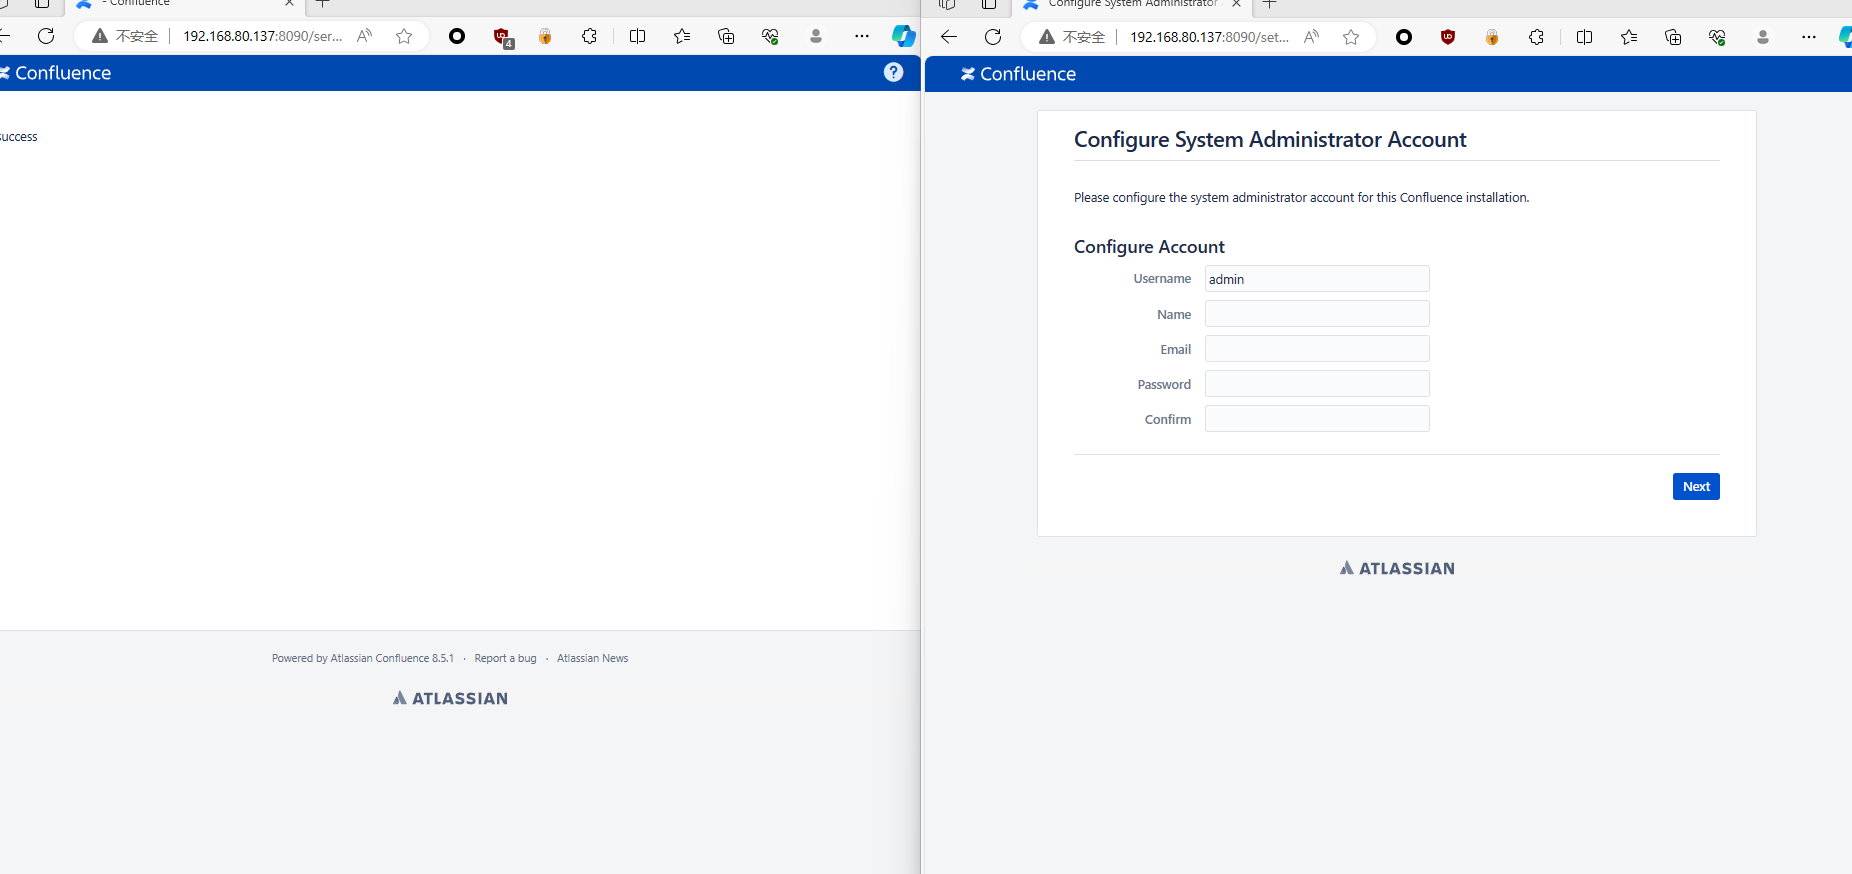 - Confluence
不安全 192.168.80.137:8090/ser...
4
Confluence
?
success
Powered by Atlassian Confluence 8.5.1 · Report a bug · Atlassian News
ATLASSIAN
Configure System Administrator
不安全 192.168.80.137:8090/set...
Confluence
Configure System Administrator Account
Please configure the system administrator account for this Confluence installation.
Configure Account
Username admin
Name
Email
Password
Confirm
Next
ATLASSIAN